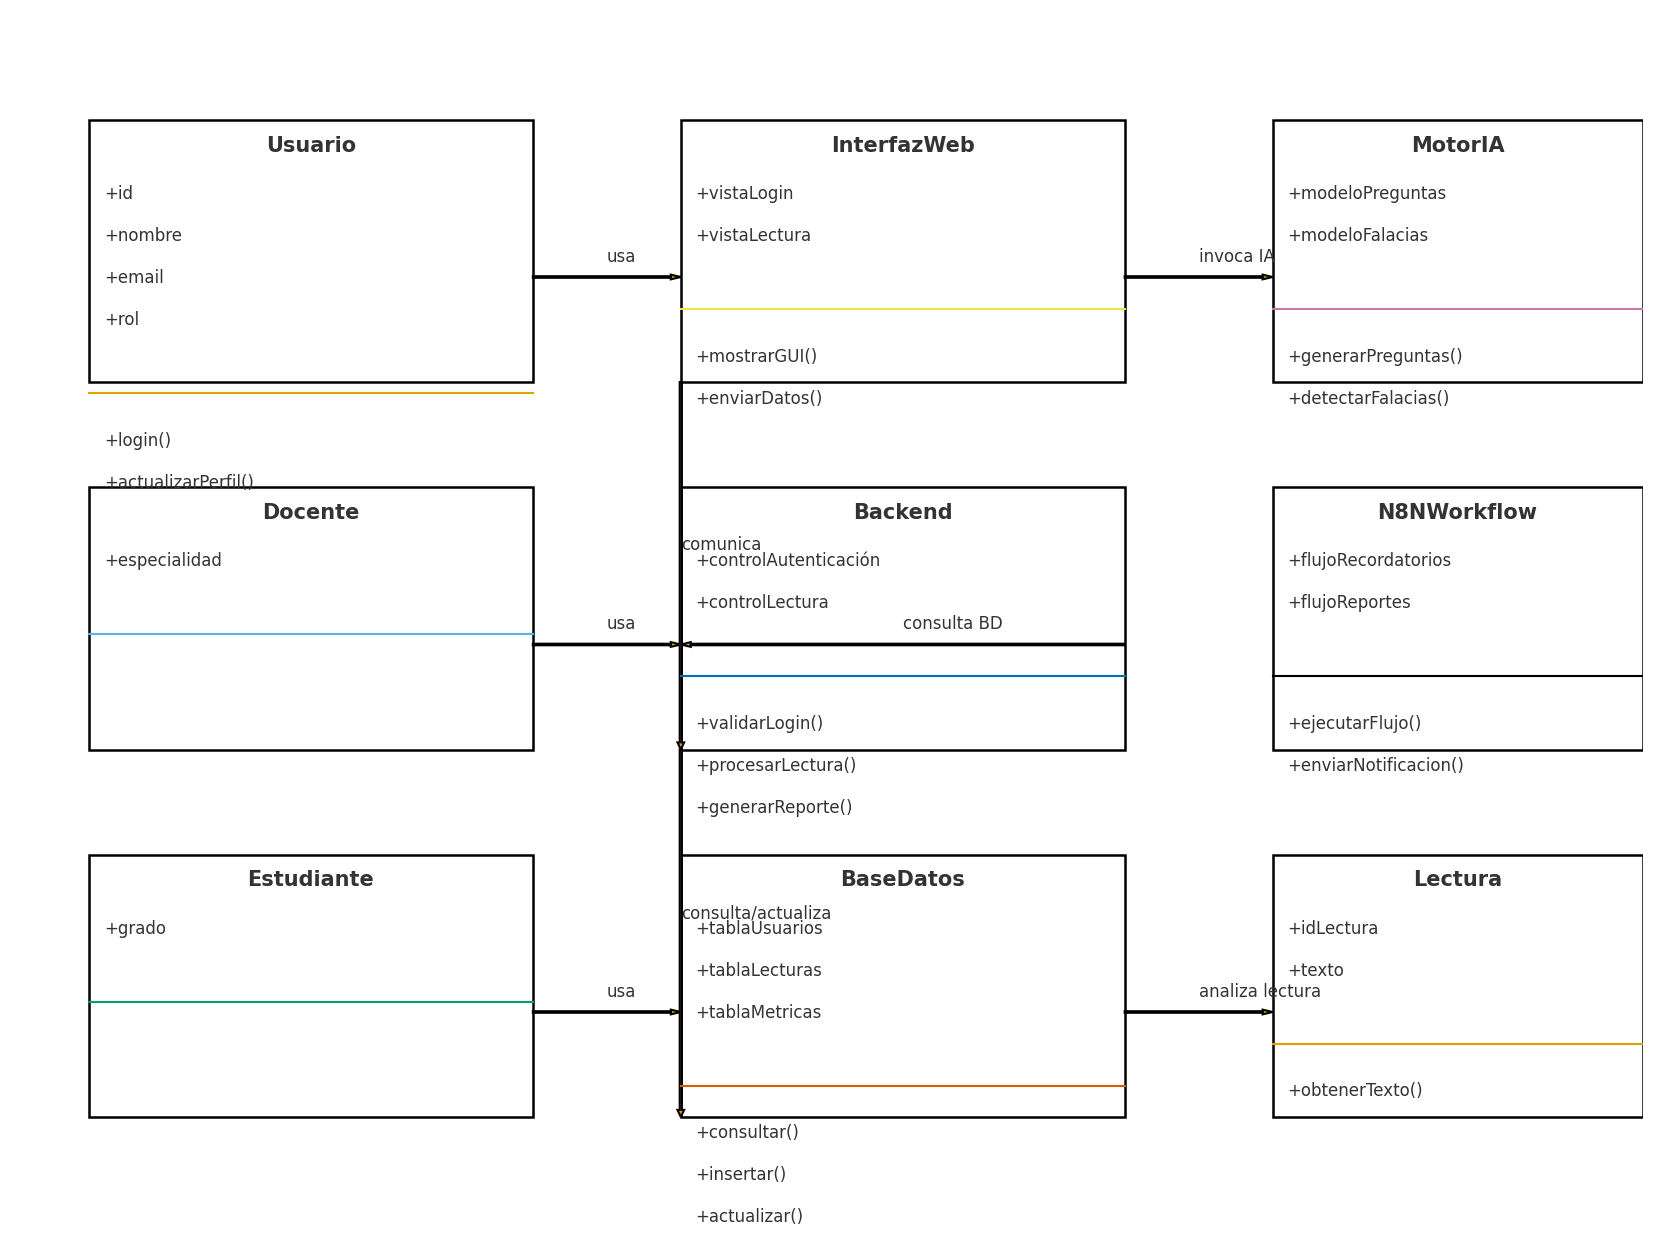 Usuario
+id
+nombre
+email
+rol
+login()
+actualizarPerfil()
usa
InterfazWeb
+vistaLogin
+vistaLectura
+mostrarGUI()
+enviarDatos()
invoca IA
MotorIA
+modeloPreguntas
+modeloFalacias
+generarPreguntas()
+detectarFalacias()
Docente
+especialidad
usa
comunica
Backend
+controlAutenticación
+controlLectura
consulta BD
+validarLogin()
+procesarLectura()
+generarReporte()
N8NWorkflow
+flujoRecordatorios
+flujoReportes
+ejecutarFlujo()
+enviarNotificacion()
Estudiante
+grado
usa
consulta/actualiza
BaseDatos
+tablaUsuarios
+tablaLecturas
+tablaMetricas
+consultar()
+insertar()
+actualizar()
analiza lectura
Lectura
+idLectura
+texto
+obtenerTexto()